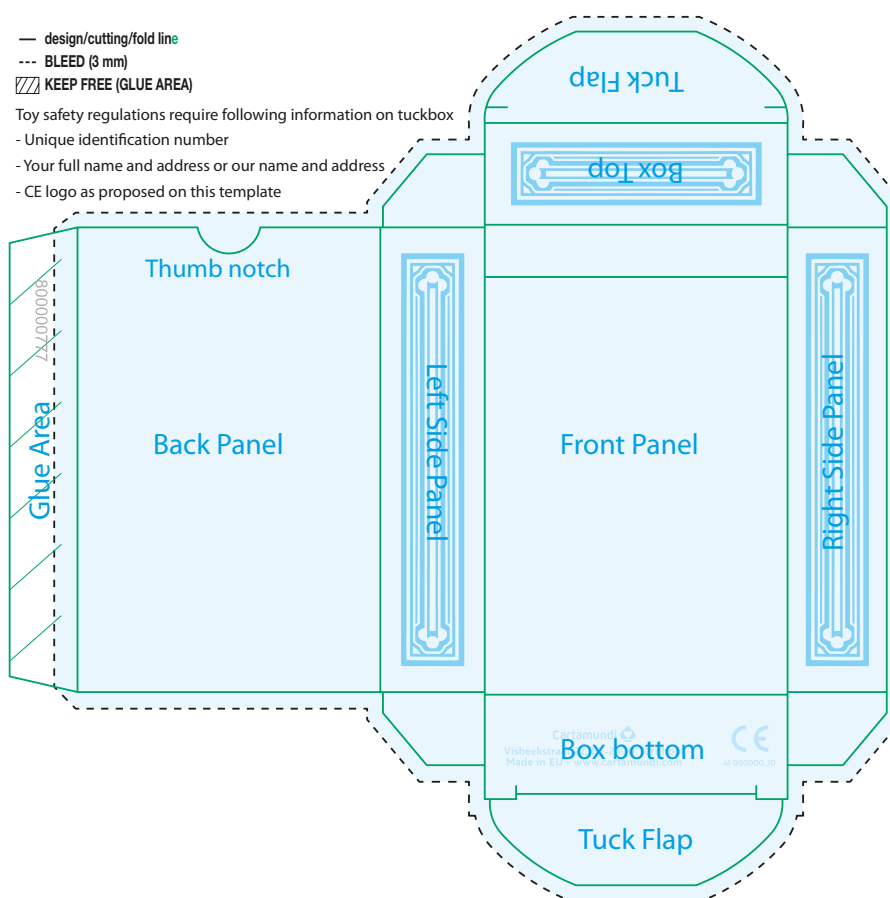 design/cutting/fold line
BLEED (3 mm)
KEEP FREE (GLUE AREA)
Toy safety regulations require following information on tuckbox
- Unique identification number
- Your full name and address or our name and address
- CE logo as proposed on this template
Tuck Flap
Box Top
Thumb notch
800000777
Glue Area
Back Panel
Left Side Panel
Front Panel
Right Side Panel
Cartamundi
CE
Box bottom
Made in EU - www.cartamundi.com
Tuck Flap